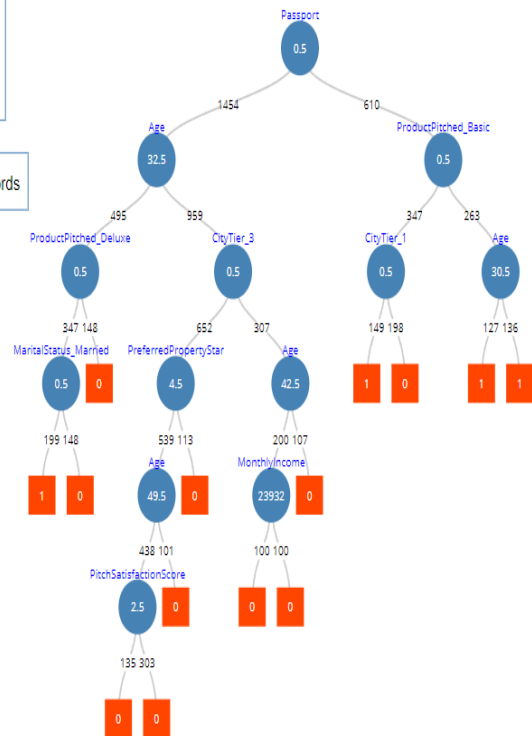 Passport
0.5
1454 610
rds
Age ProductPitched_Basic
32.5 0.5
495 959 347 263
ProductPitched_Deluxe CityTier_3 CityTier_1 Age
0.5 0.5 0.5 30.5
347 148 652 307 149 198 127 136
MaritalStatus_Married PreferredPropertyStar Age
0.5 0 4.5 42.5 1 0 1 1
199 148 539 113 200 107
Age MonthlyIncome
1 0 49.5 0 23932 0
438 101 100 100
PitchSatisfactionScore
2.5 0 0 0
135 303
0 0